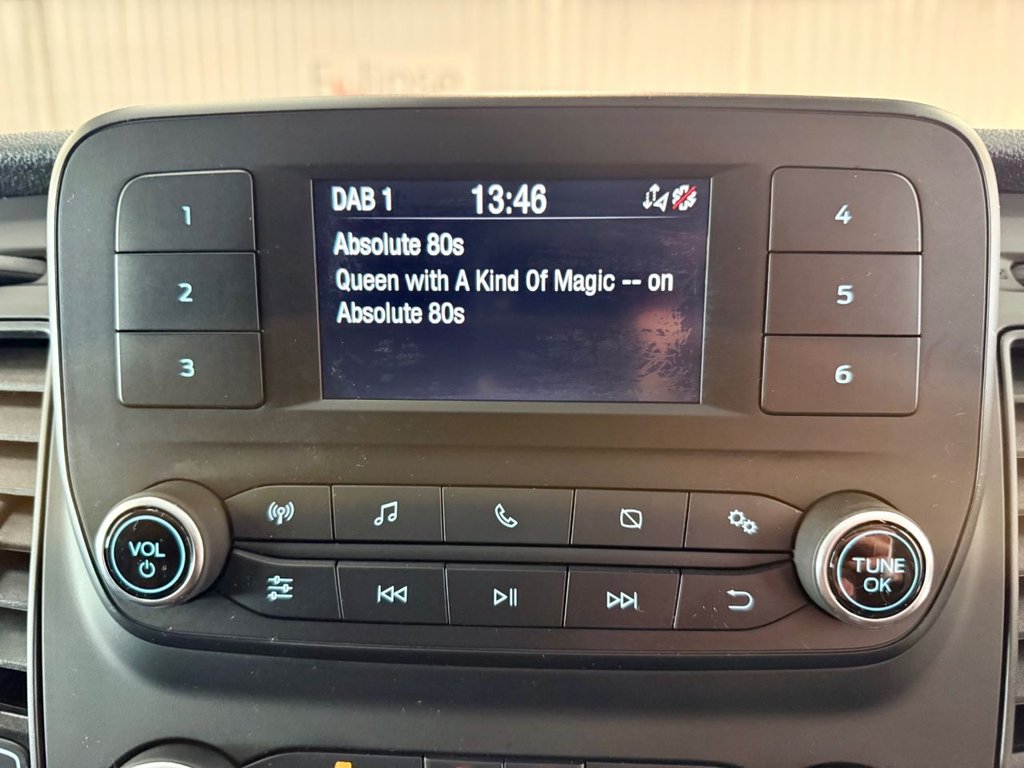 DAB 1 13:46
Absolute 80s
Queen with A Kind Of Magic -- on
Absolute 80s
1
2
3
4
5
6
VOL
TUNE
OK